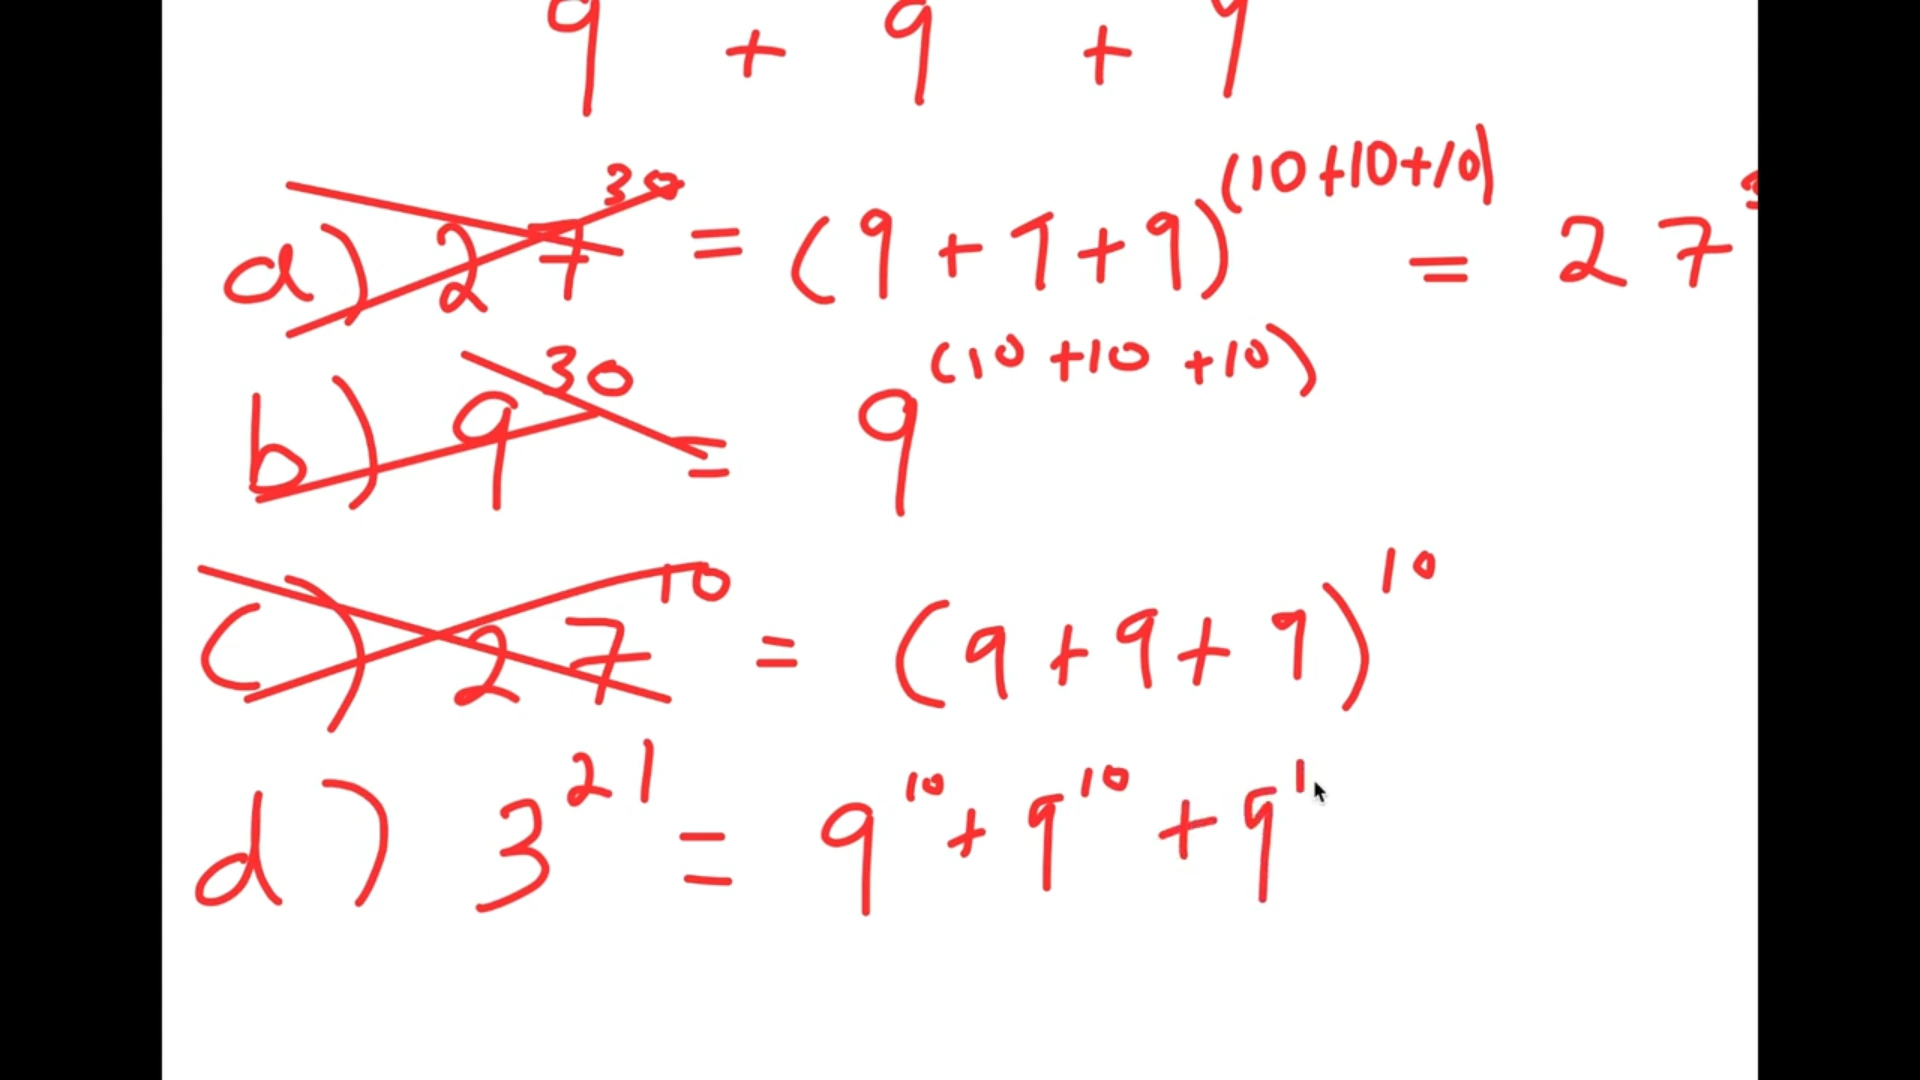 9 + 9 + 9
a) 27^30 = (9+9+9)^(10+10+10) = 27^3
b) 9^30 = 9^(10+10+10)
c) 27^10 = (9+9+9)^10
d) 3^21 = 9^10 + 9^10 + 9^1